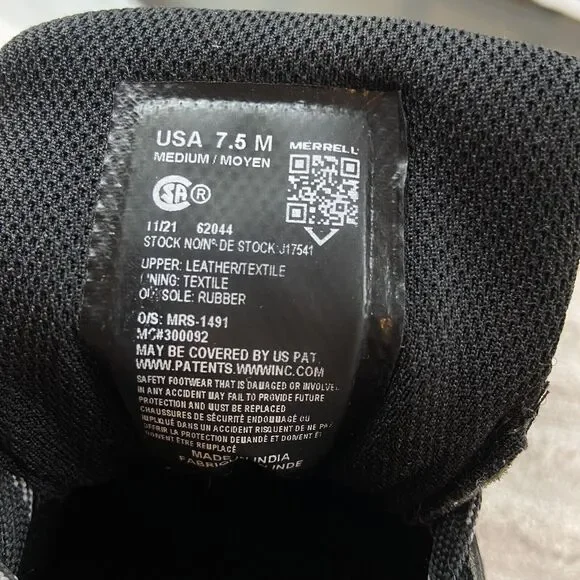 USA 7.5 M
MERRELL
MEDIUM / MOYEN
SA ®
11/21 62044
STOCK NO/Nº DE STOCK: J17541
UPPER: LEATHER/TEXTILE
LINING: TEXTILE
SOLE: RUBBER
O/S: MRS-1491
MC#300092
MAY BE COVERED BY US PAT.
WWW.PATENTS.WWWINC.COM
SAFETY FOOTWEAR THAT IS DAMAGED OR INVOLVED
IN ANY ACCIDENT MAY FAIL TO PROVIDE FUTURE
PROTECTION AND MUST BE REPLACED
CHAUSSURES DE SÉCURITÉ ENDOMMAGÉ OU
IMPLIQUÉ DANS UN ACCIDENT RISQUENT DE NE PAS
OFFRIR LA PROTECTION DEMANDÉ ET DOIVENT ÊT
DOIVENT ÊTRE REMPLACÉ
MADE IN INDIA
FABRIQUÉ INDE